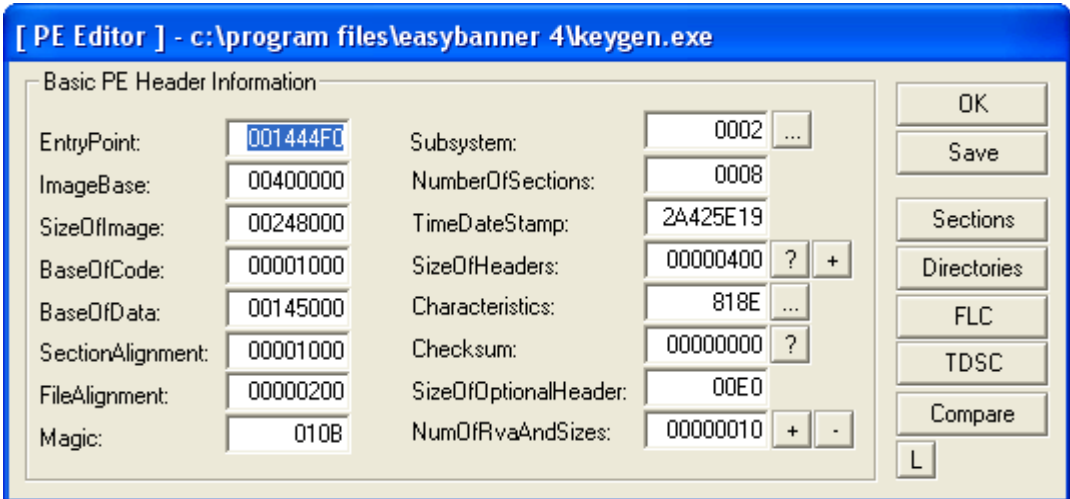 [ PE Editor ] - c:\program files\easybanner 4\keygen.exe
Basic PE Header Information
EntryPoint: 001444F0
ImageBase: 00400000
SizeOfImage: 00248000
BaseOfCode: 00001000
BaseOfData: 00145000
SectionAlignment: 00001000
FileAlignment: 00000200
Magic: 010B
Subsystem: 0002 ...
NumberOfSections: 0008
TimeDateStamp: 2A425E19
SizeOfHeaders: 00000400 ? +
Characteristics: 818E ...
Checksum: 00000000 ?
SizeOfOptionalHeader: 00E0
NumOfRvaAndSizes: 00000010 + -
OK
Save
Sections
Directories
FLC
TDSC
Compare
L